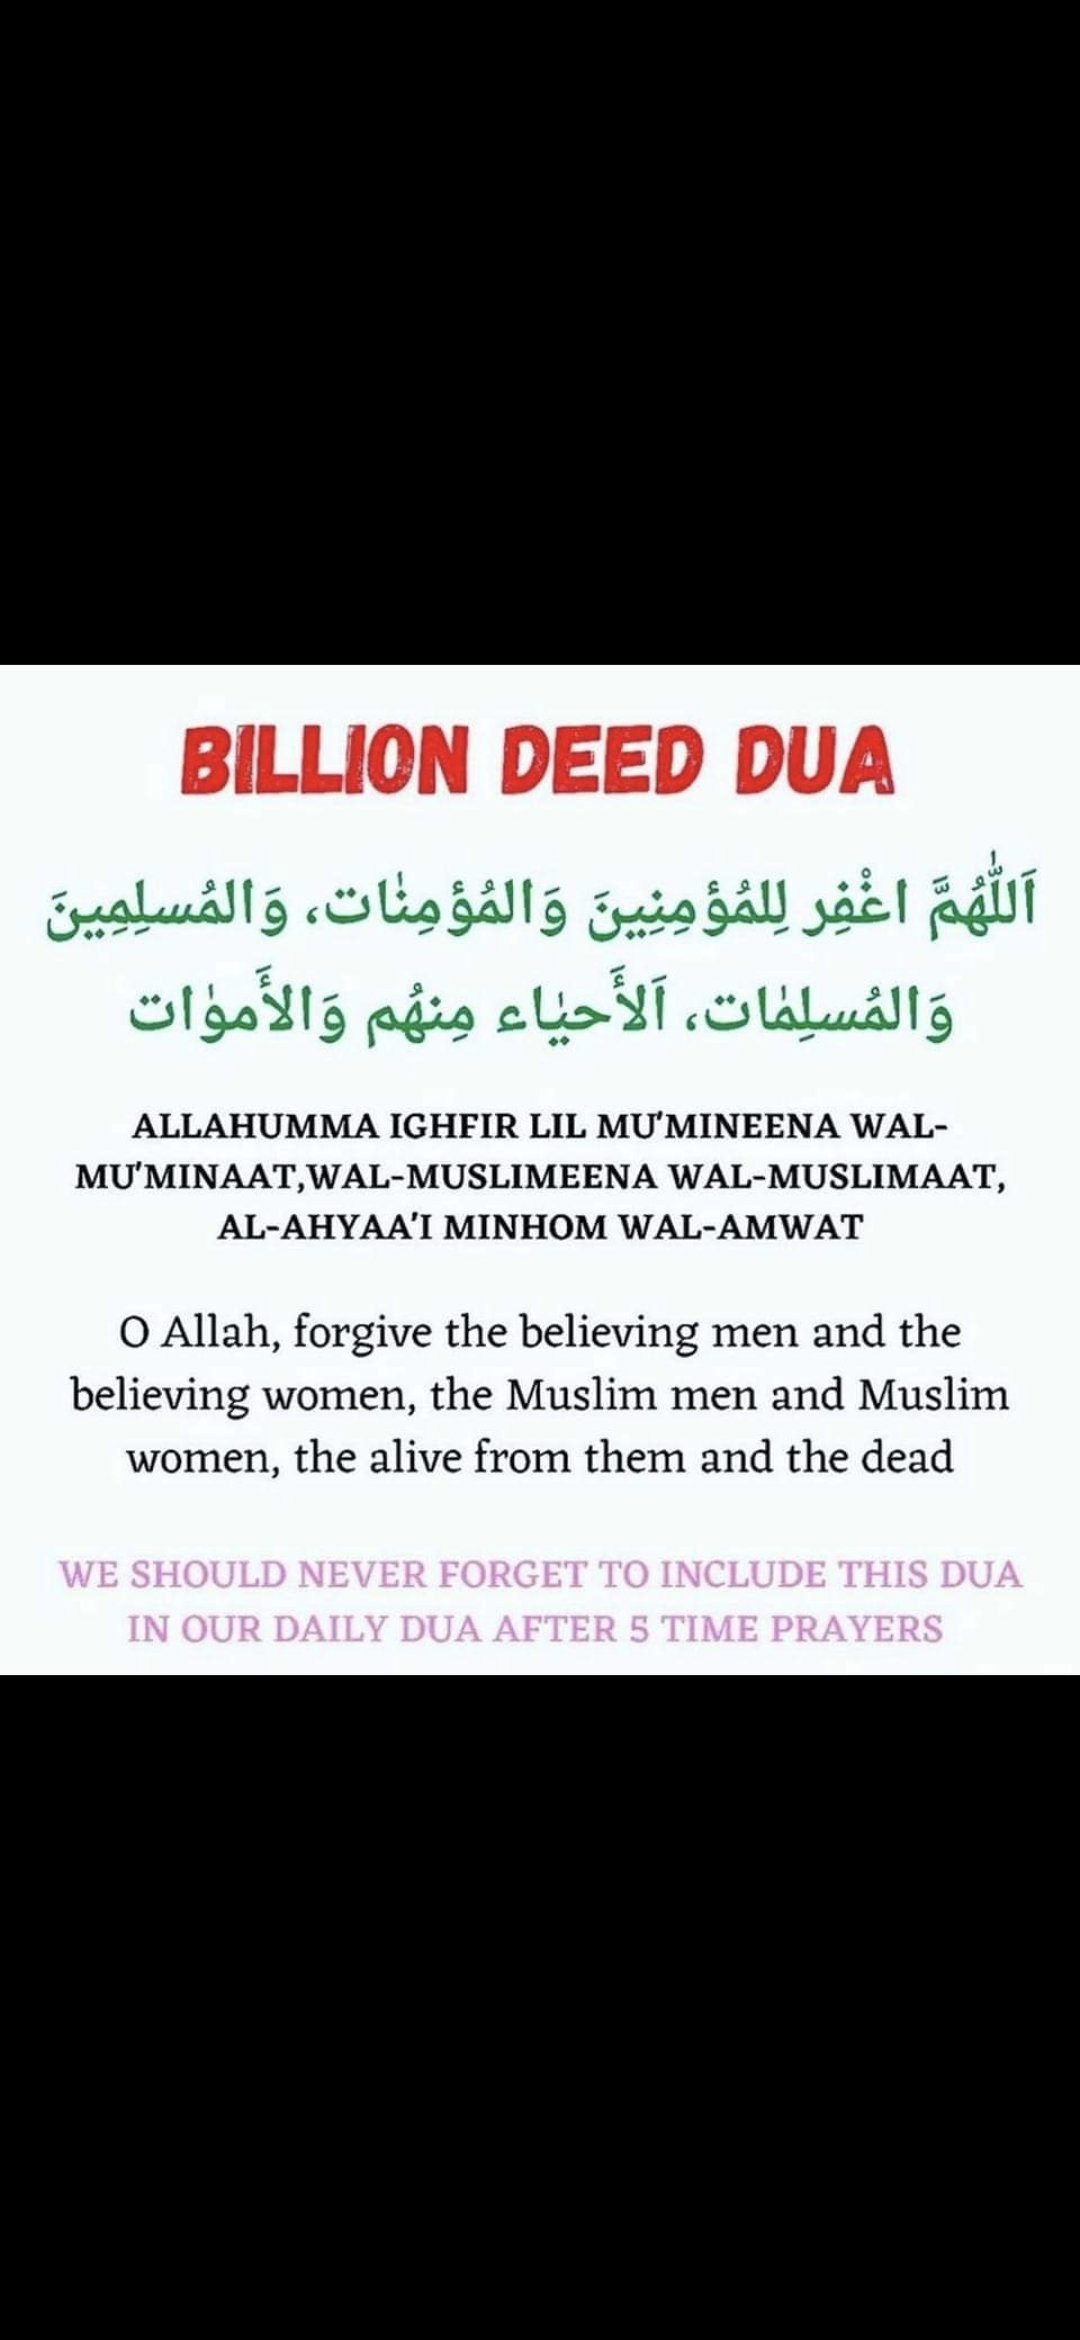 BILLION DEED DUA
اَللّٰهُمَّ اغْفِر لِلمُؤمِنِينَ وَالمُؤمِنٰات، وَالمُسلِمِينَ
وَالمُسلِمٰات، اَلأَحيٰاء مِنهُم وَالأَموٰات
ALLAHUMMA IGHFIR LIL MU'MINEENA WAL-
MU'MINAAT,WAL-MUSLIMEENA WAL-MUSLIMAAT,
AL-AHYAA'I MINHOM WAL-AMWAT
O Allah, forgive the believing men and the
believing women, the Muslim men and Muslim
women, the alive from them and the dead
WE SHOULD NEVER FORGET TO INCLUDE THIS DUA
IN OUR DAILY DUA AFTER 5 TIME PRAYERS